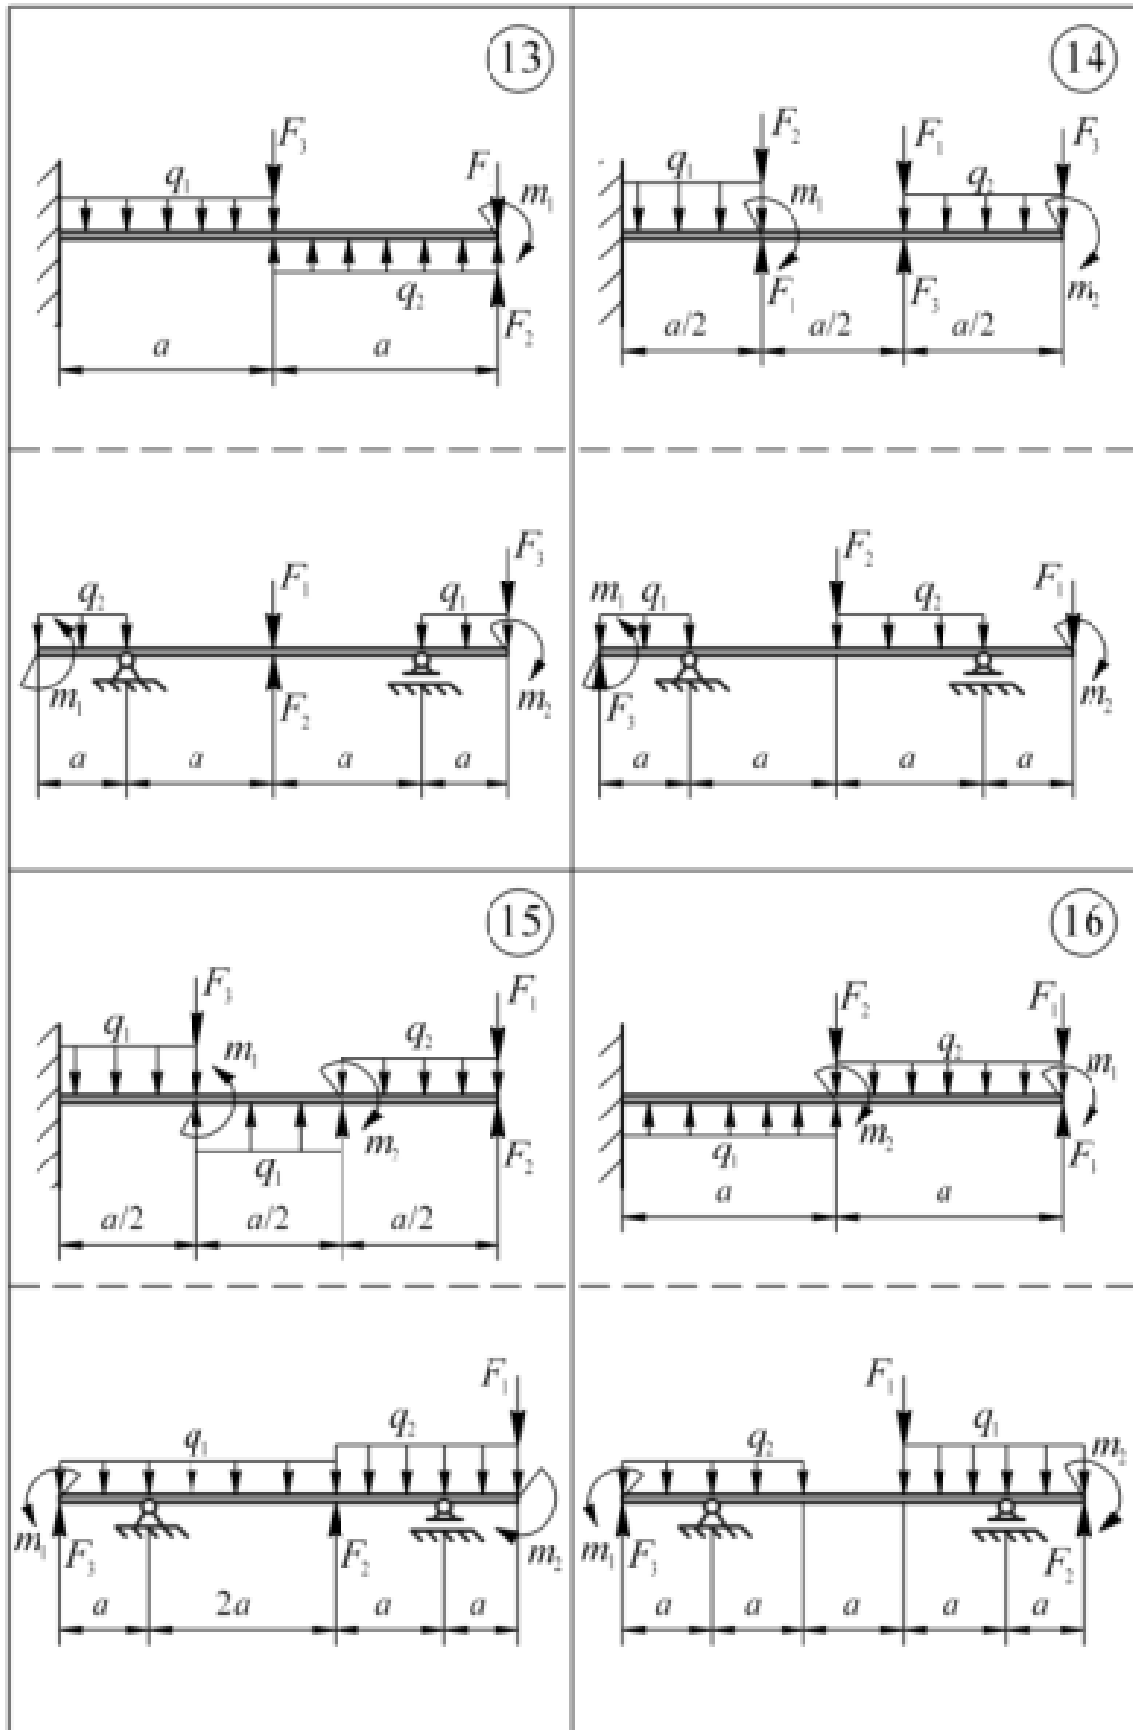 13
F₃
q₁
F
m₁
q₂
F₂
a
a
14
F₂
F₁
F₃
q₁
m₁
q₂
F₁
F₃
m₂
a/2
a/2
a/2
F₃
F₁
q₂
q₁
m₁
F₂
m₂
a
a
a
a
F₂
m₁
q₁
q₂
F₁
F₃
m₂
a
a
a
a
15
F₃
F₁
q₁
m₁
q₂
m₂
q₁
F₂
a/2
a/2
a/2
16
F₂
F₁
q₂
m₁
m₂
q₁
F₁
a
a
F₁
q₂
q₁
m₁
F₃
F₂
m₂
a
2a
a
a
F₁
q₂
q₁
m₂
m₁
F₃
F₂
a
a
a
a
a